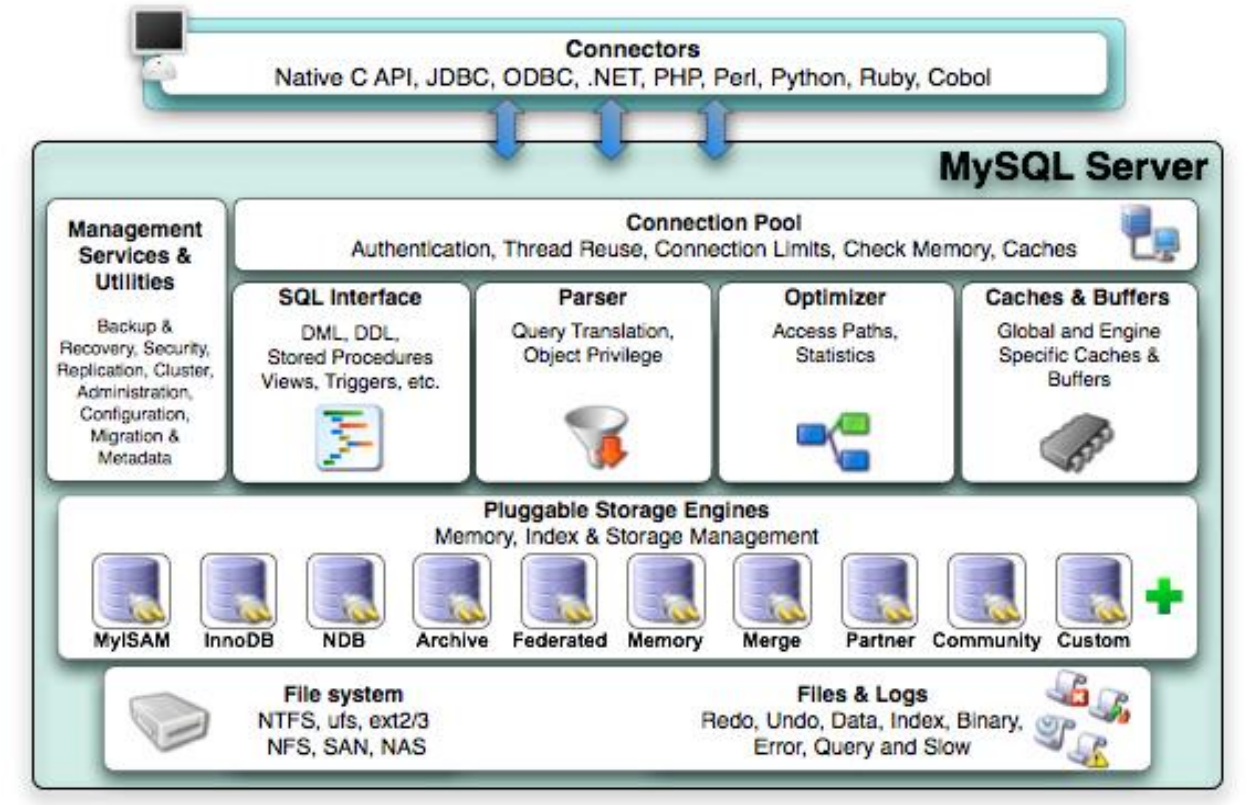 Connectors
Native C API, JDBC, ODBC, .NET, PHP, Perl, Python, Ruby, Cobol
MySQL Server
Management
Services &
Utilities
Backup &
Recovery, Security,
Replication, Cluster,
Administration,
Configuration,
Migration &
Metadata
Connection Pool
Authentication, Thread Reuse, Connection Limits, Check Memory, Caches
SQL Interface
DML, DDL,
Stored Procedures
Views, Triggers, etc.
Parser
Query Translation,
Object Privilege
Optimizer
Access Paths,
Statistics
Caches & Buffers
Global and Engine
Specific Caches &
Buffers
Pluggable Storage Engines
Memory, Index & Storage Management
MyISAM
InnoDB
NDB
Archive
Federated
Memory
Merge
Partner
Community
Custom
File system
NTFS, ufs, ext2/3
NFS, SAN, NAS
Files & Logs
Redo, Undo, Data, Index, Binary,
Error, Query and Slow